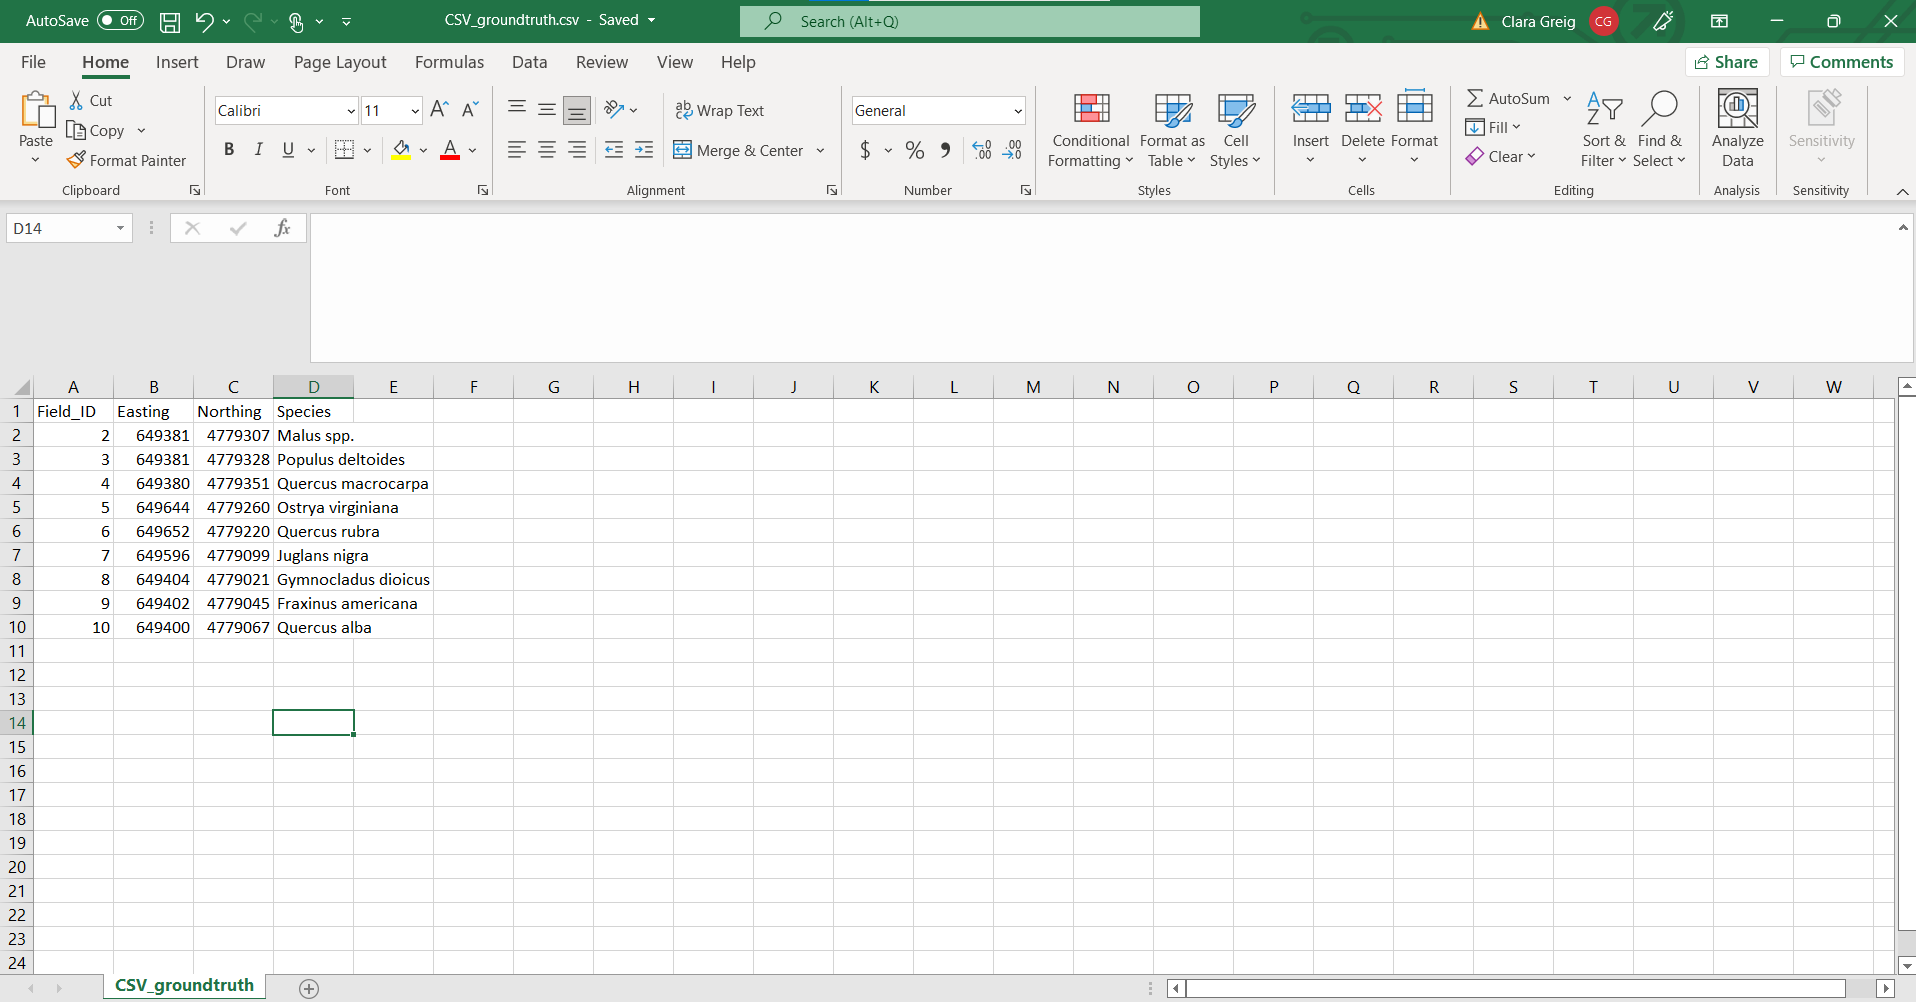 AutoSave Off CSV_groundtruth.csv - Saved Search (Alt+Q) Clara Greig CG
File Home Insert Draw Page Layout Formulas Data Review View Help Share Comments
Paste
Cut
Copy
Format Painter
Clipboard
Calibri 11
B I U A
Font
ab Wrap Text
Merge & Center
Alignment
General
$ % 9 .00 .00
Number
Conditional Formatting
Format as Table
Cell Styles
Styles
Insert Delete Format
Cells
AutoSum
Fill
Clear
Sort & Filter
Find & Select
Editing
Analyze Data
Analysis
Sensitivity
Sensitivity
D14 fx
A B C D E F G H I J K L M N O P Q R S T U V W
1 Field_ID Easting Northing Species
2 2 649381 4779307 Malus spp.
3 3 649381 4779328 Populus deltoides
4 4 649380 4779351 Quercus macrocarpa
5 5 649644 4779260 Ostrya virginiana
6 6 649652 4779220 Quercus rubra
7 7 649596 4779099 Juglans nigra
8 8 649404 4779021 Gymnocladus dioicus
9 9 649402 4779045 Fraxinus americana
10 10 649400 4779067 Quercus alba
11
12
13
14
15
16
17
18
19
20
21
22
23
24
CSV_groundtruth